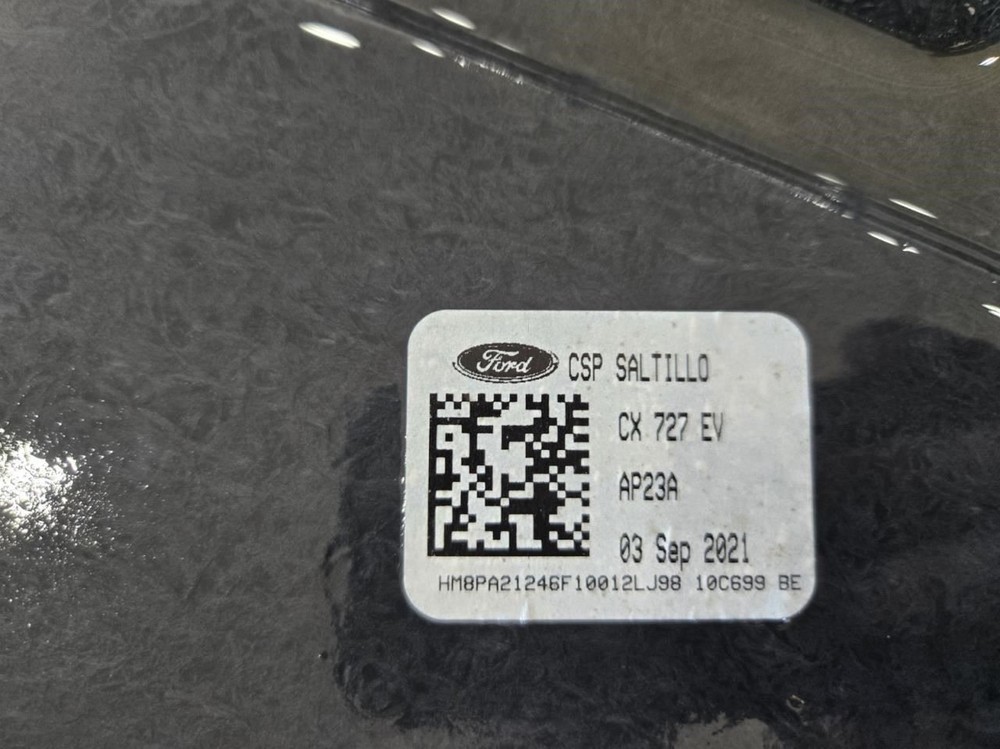 Ford CSP SALTILLO
CX 727 EV
AP23A
03 Sep 2021
HM8PA21246F10012LJ98 10C699 BE